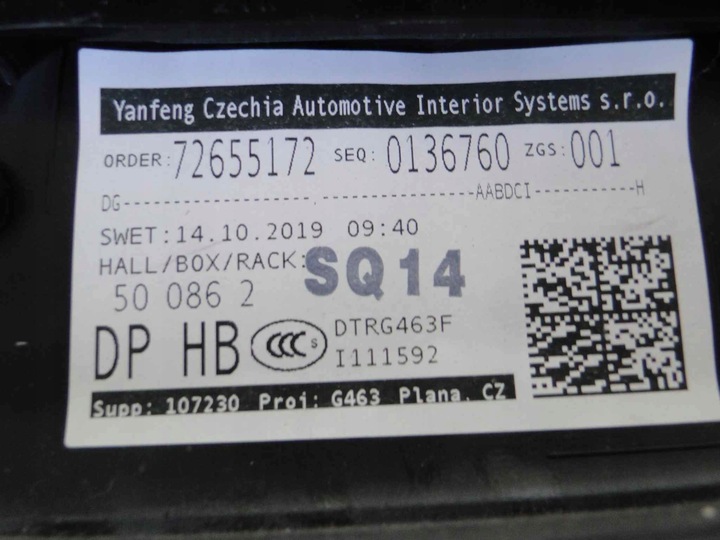 Yanfeng Czechia Automotive Interior Systems s.r.o.
ORDER:72655172 SEQ:0136760 ZGS:001
DG--------------------.----------------AABDCI-----------H
SWET:14.10.2019 09:40
HALL/BOX/RACK: SQ14
50 086 2
DP HB CCC S DTRG463F
I111592
Supp: 107230 Proj: G463 Plana. CZ